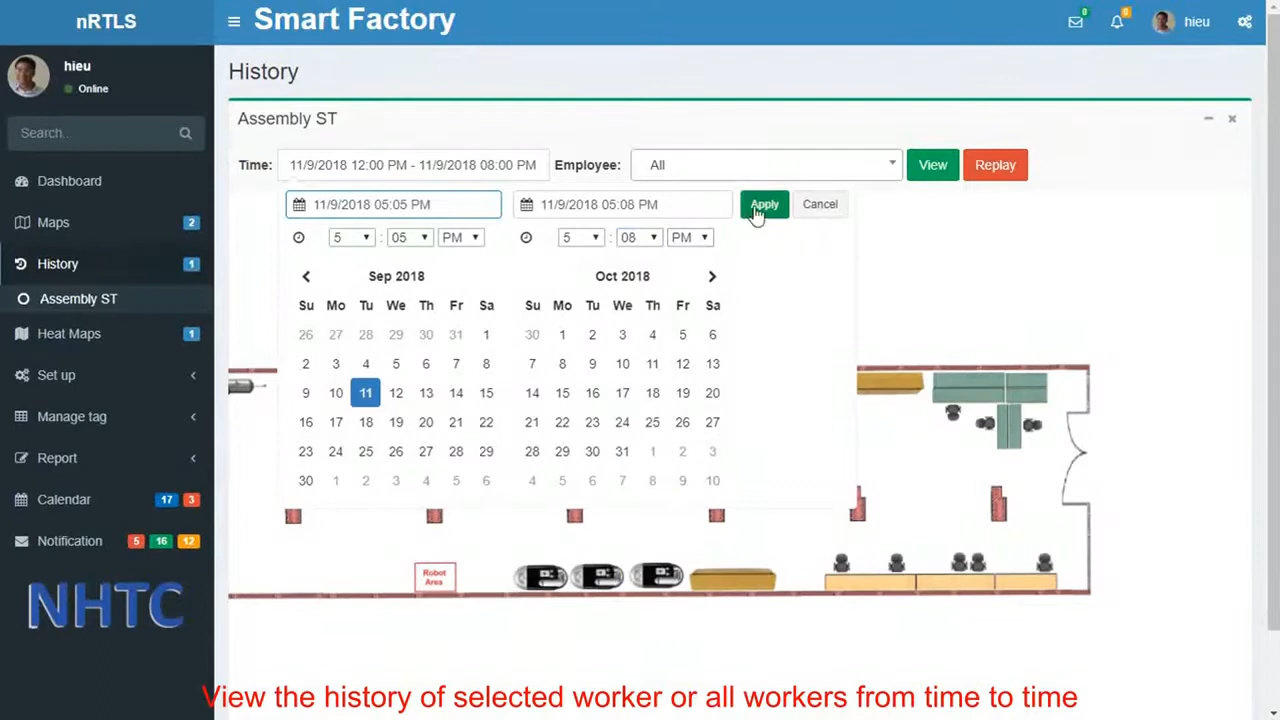 nRTLS
Smart Factory
0
0
hieu
hieu
Online
Search...
Dashboard
Maps 2
History 1
Assembly ST
Heat Maps 1
Set up
Manage tag
Report
Calendar 17 3
Notification 5 16 12
NHTC
History
Assembly ST
Time: 11/9/2018 12:00 PM - 11/9/2018 08:00 PM Employee: All View Replay
11/9/2018 05:05 PM 11/9/2018 05:08 PM Apply Cancel
5 : 05 PM 5 : 08 PM
Sep 2018
Su Mo Tu We Th Fr Sa
26 27 28 29 30 31 1
2 3 4 5 6 7 8
9 10 11 12 13 14 15
16 17 18 19 20 21 22
23 24 25 26 27 28 29
30 1 2 3 4 5 6
Oct 2018
Su Mo Tu We Th Fr Sa
30 1 2 3 4 5 6
7 8 9 10 11 12 13
14 15 16 17 18 19 20
21 22 23 24 25 26 27
28 29 30 31 1 2 3
4 5 6 7 8 9 10
Robot
Area
View the history of selected worker or all workers from time to time